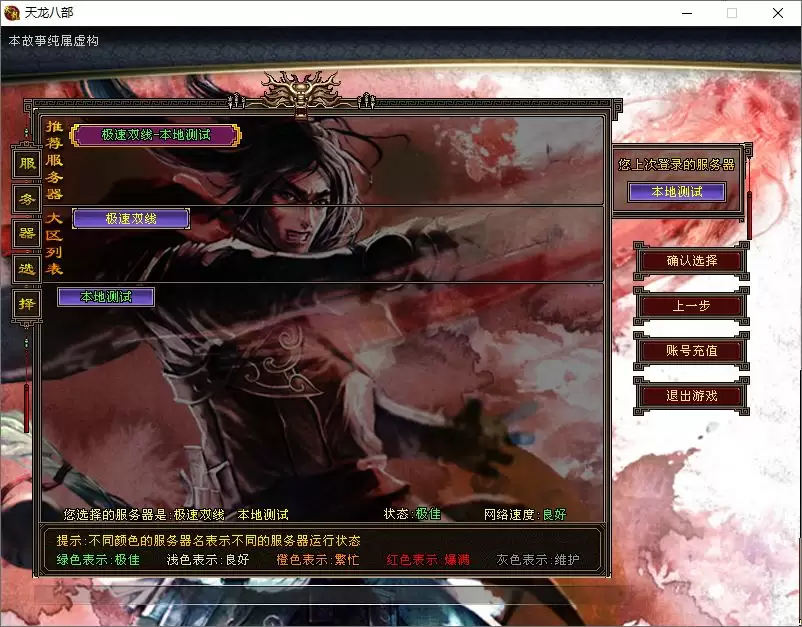 天龙八部
本故事纯属虚构
推荐服务器
极速双线-本地测试
大区列表
极速双线
本地测试
服务器选择
您上次登录的服务器
本地测试
确认选择
上一步
账号充值
退出游戏
您选择的服务器是:极速双线 本地测试 状态:极佳 网络速度:良好
提示:不同颜色的服务器名表示不同的服务器运行状态
绿色表示:极佳 浅色表示:良好 橙色表示:繁忙 红色表示:爆满 灰色表示:维护